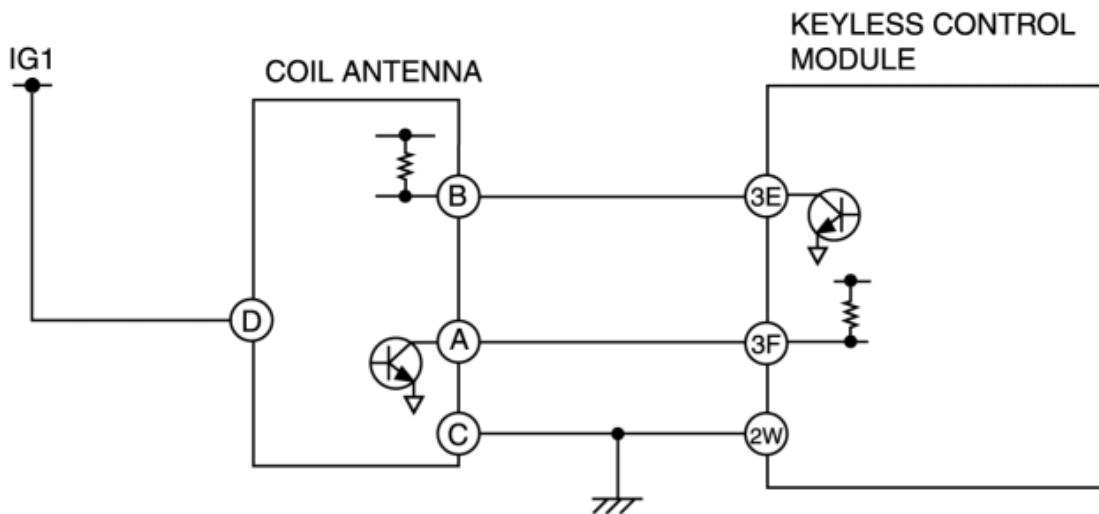 KEYLESS CONTROL
MODULE
IG1
COIL ANTENNA
B
3E
D
A
3F
C
2W